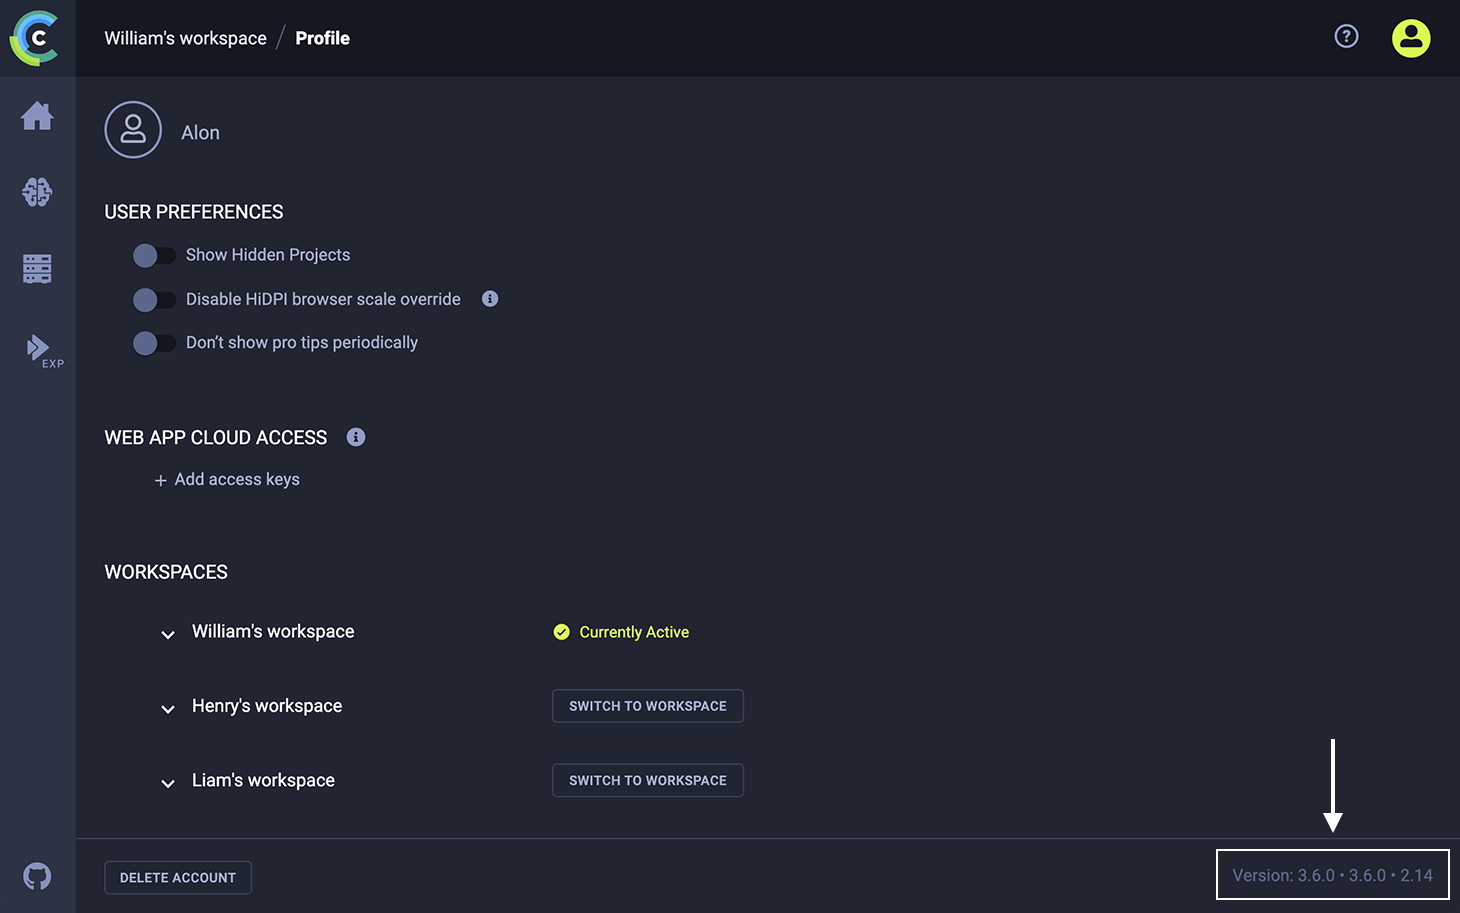 C
William's workspace / Profile
Alon
USER PREFERENCES
Show Hidden Projects
Disable HiDPI browser scale override
Don’t show pro tips periodically
EXP
WEB APP CLOUD ACCESS
+ Add access keys
WORKSPACES
William's workspace Currently Active
Henry's workspace SWITCH TO WORKSPACE
Liam's workspace SWITCH TO WORKSPACE
DELETE ACCOUNT Version: 3.6.0 • 3.6.0 • 2.14